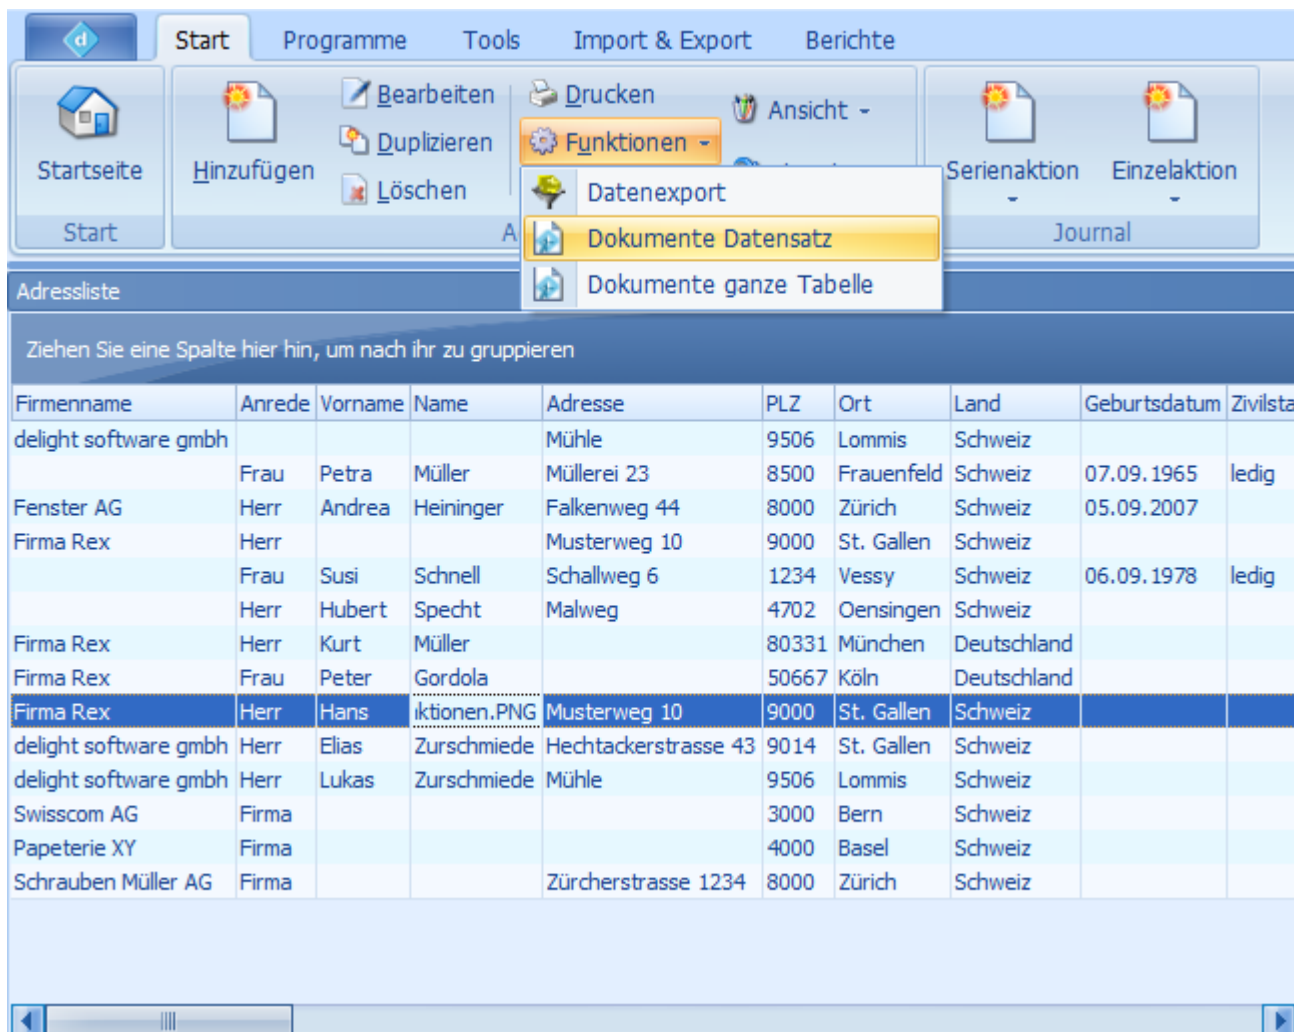 d
Start Programme Tools Import & Export Berichte
Startseite
Hinzufügen
Bearbeiten
Duplizieren
Löschen
Drucken
Funktionen
Ansicht
Serienaktion
Einzelaktion
Start
Journal
Datenexport
Dokumente Datensatz
Dokumente ganze Tabelle
Adressliste
Ziehen Sie eine Spalte hier hin, um nach ihr zu gruppieren
Firmenname Anrede Vorname Name Adresse PLZ Ort Land Geburtsdatum Zivilsta
delight software gmbh Mühle 9506 Lommis Schweiz
Frau Petra Müller Müllerei 23 8500 Frauenfeld Schweiz 07.09.1965 ledig
Fenster AG Herr Andrea Heininger Falkenweg 44 8000 Zürich Schweiz 05.09.2007
Firma Rex Herr Musterweg 10 9000 St. Gallen Schweiz
Frau Susi Schnell Schallweg 6 1234 Vessy Schweiz 06.09.1978 ledig
Herr Hubert Specht Malweg 4702 Oensingen Schweiz
Firma Rex Herr Kurt Müller 80331 München Deutschland
Firma Rex Frau Peter Gordola 50667 Köln Deutschland
Firma Rex Herr Hans ktionen.PNG Musterweg 10 9000 St. Gallen Schweiz
delight software gmbh Herr Elias Zurschmiede Hechtackerstrasse 43 9014 St. Gallen Schweiz
delight software gmbh Herr Lukas Zurschmiede Mühle 9506 Lommis Schweiz
Swisscom AG Firma 3000 Bern Schweiz
Papeterie XY Firma 4000 Basel Schweiz
Schrauben Müller AG Firma Zürcherstrasse 1234 8000 Zürich Schweiz